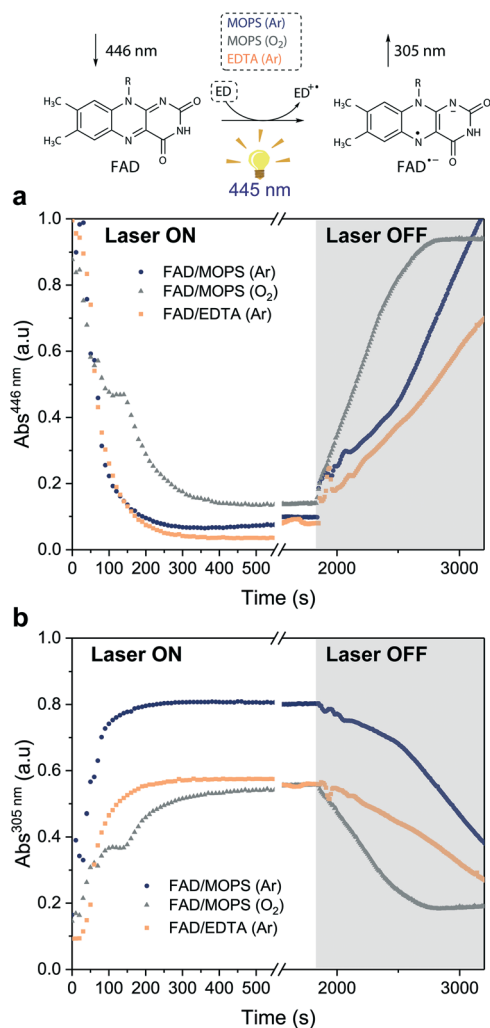 MOPS (Ar)
446 nm
MOPS (O₂)
305 nm
EDTA (Ar)
R
O
H₃C
N
N
ED
ED⁺•
NH
H₃C
N
O
FAD
445 nm
R
H₃C
N
N
−
O
NH
H₃C
N
•
O
FAD•−
a
Laser ON
Laser OFF
FAD/MOPS (Ar)
FAD/MOPS (O₂)
FAD/EDTA (Ar)
Abs⁴⁴⁶ ⁿᵐ (a.u)
1.0
0.8
0.6
0.4
0.2
0.0
0 100 200 300 400 500 2000 3000
Time (s)
b
Laser ON
Laser OFF
FAD/MOPS (Ar)
FAD/MOPS (O₂)
FAD/EDTA (Ar)
Abs³⁰⁵ ⁿᵐ (a.u)
1.0
0.8
0.6
0.4
0.2
0.0
0 100 200 300 400 500 2000 3000
Time (s)